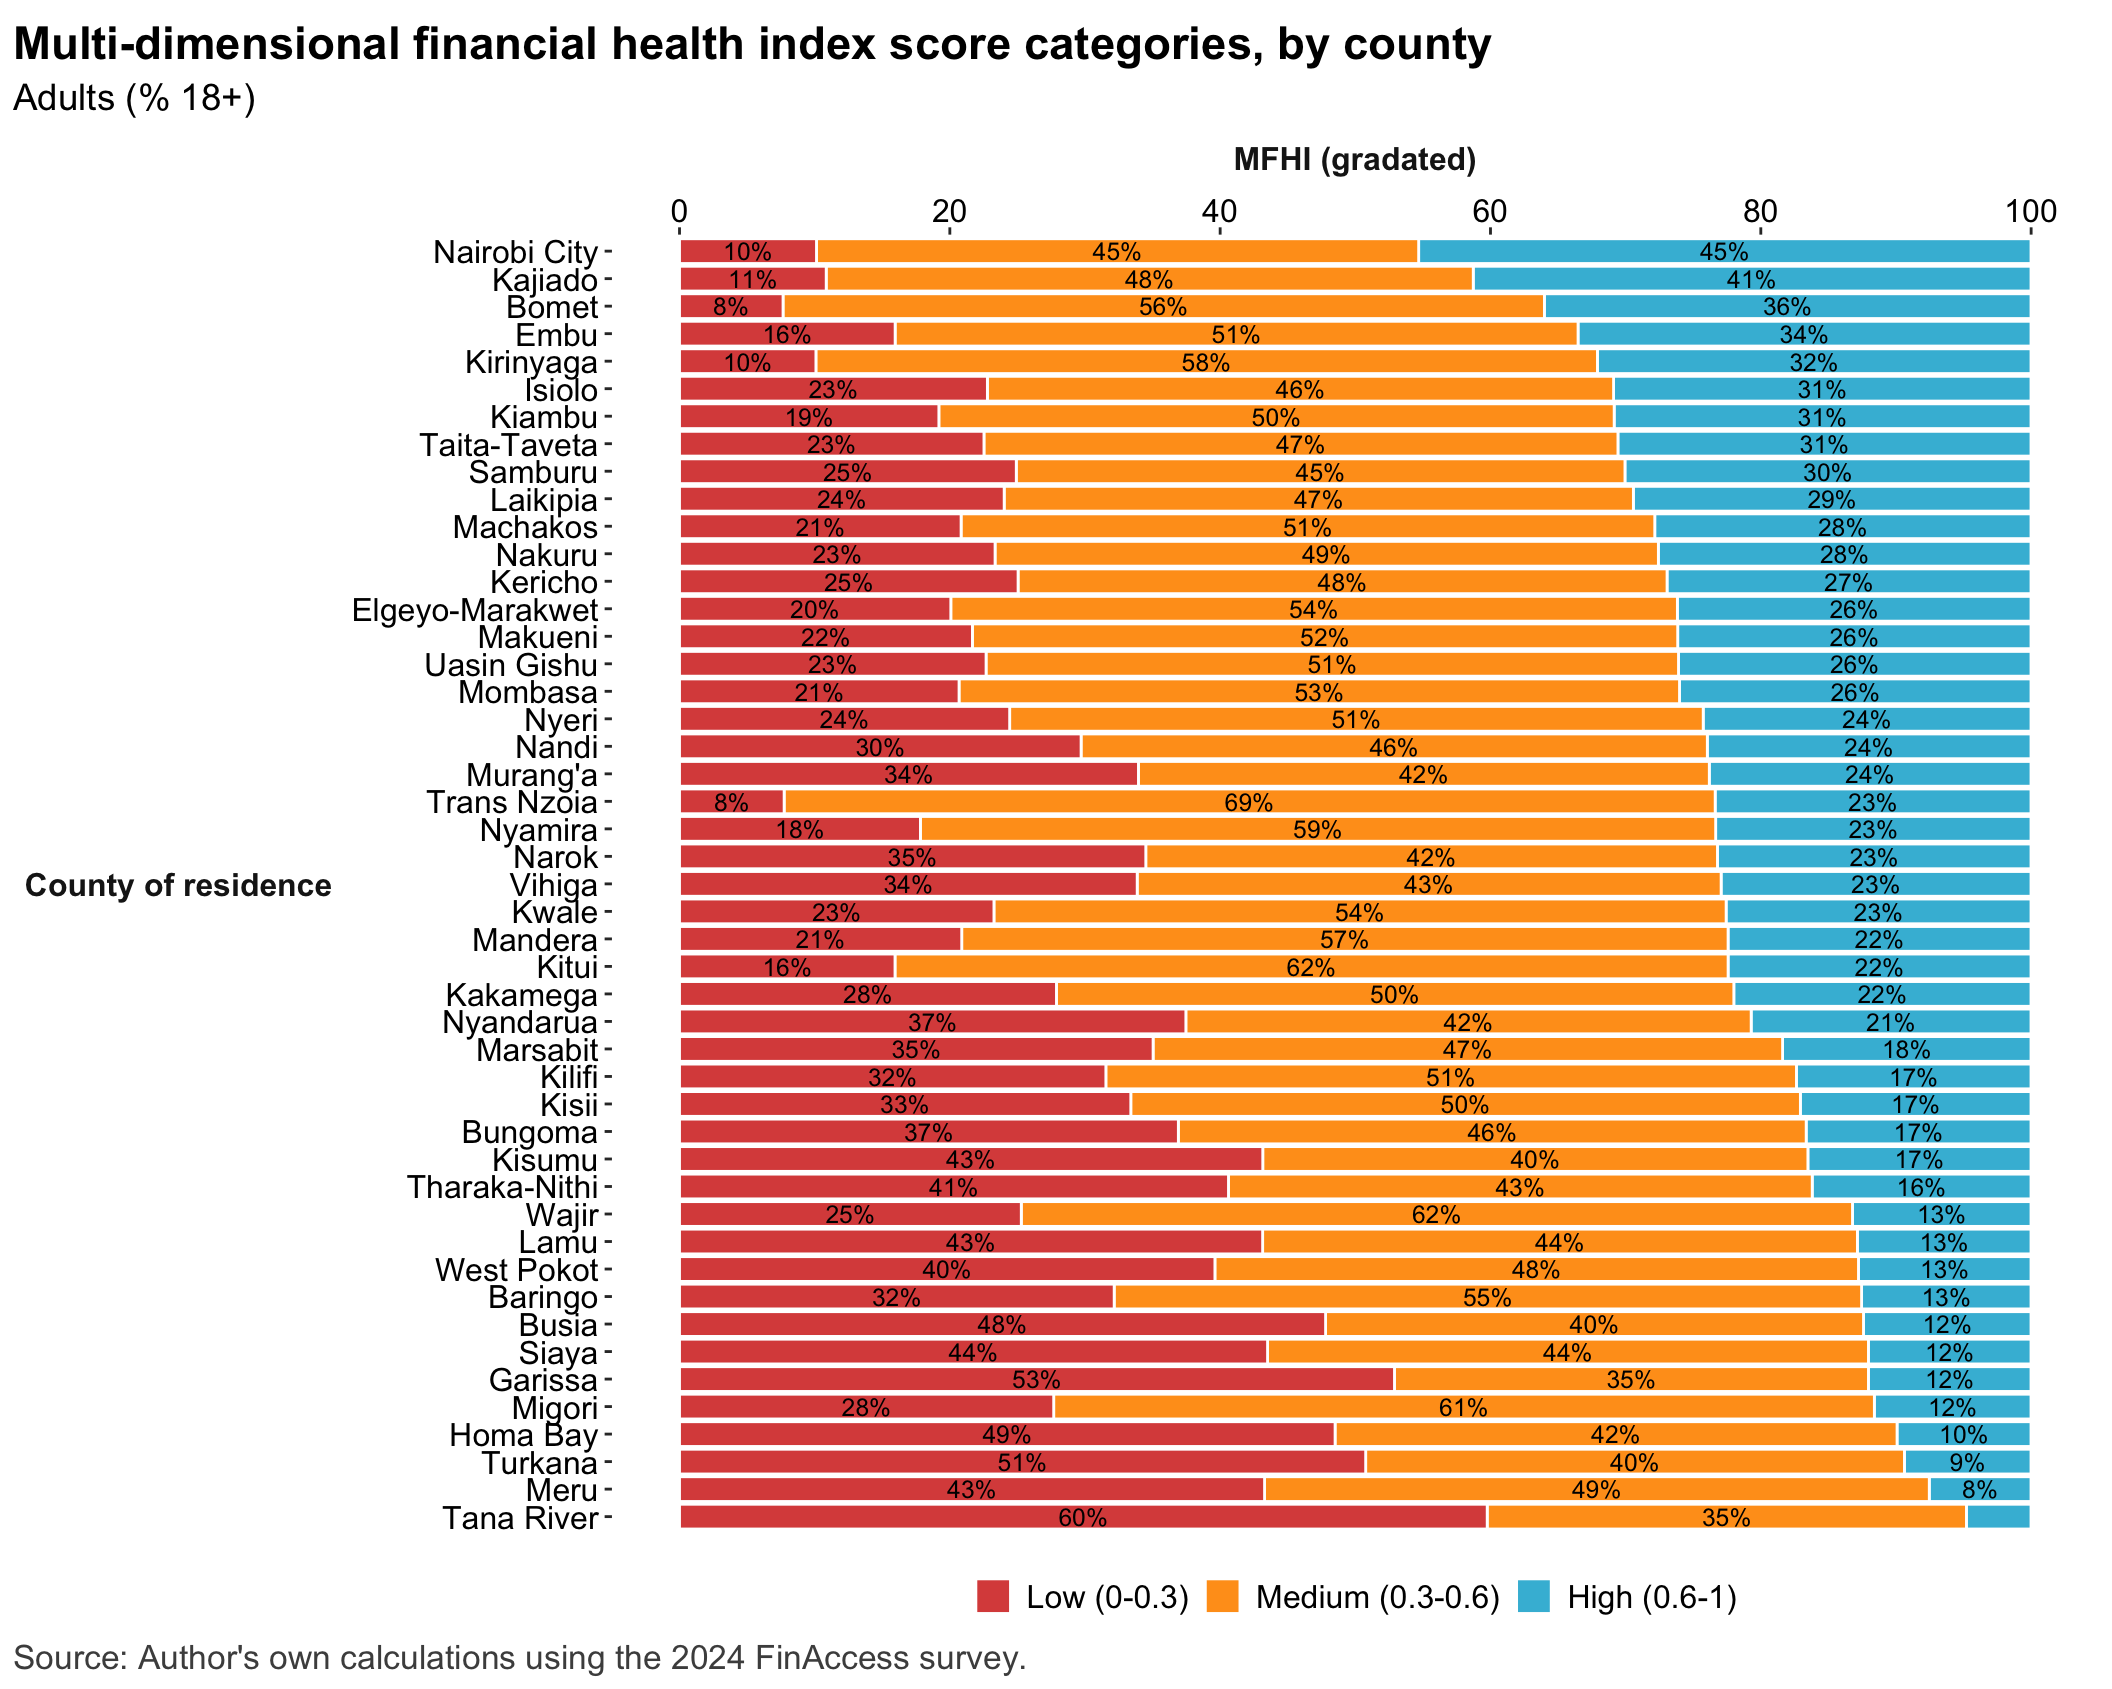 Multi-dimensional financial health index score categories, by county
Adults (% 18+)
MFHI (gradated)
0 20 40 60 80 100
Nairobi City 10% 45% 45%
Kajiado 11% 48% 41%
Bomet 8% 56% 36%
Embu 16% 51% 34%
Kirinyaga 10% 58% 32%
Isiolo 23% 46% 31%
Kiambu 19% 50% 31%
Taita-Taveta 23% 47% 31%
Samburu 25% 45% 30%
Laikipia 24% 47% 29%
Machakos 21% 51% 28%
Nakuru 23% 49% 28%
Kericho 25% 48% 27%
Elgeyo-Marakwet 20% 54% 26%
Makueni 22% 52% 26%
Uasin Gishu 23% 51% 26%
Mombasa 21% 53% 26%
Nyeri 24% 51% 24%
Nandi 30% 46% 24%
Murang'a 34% 42% 24%
Trans Nzoia 8% 69% 23%
Nyamira 18% 59% 23%
Narok 35% 42% 23%
County of residence
Vihiga 34% 43% 23%
Kwale 23% 54% 23%
Mandera 21% 57% 22%
Kitui 16% 62% 22%
Kakamega 28% 50% 22%
Nyandarua 37% 42% 21%
Marsabit 35% 47% 18%
Kilifi 32% 51% 17%
Kisii 33% 50% 17%
Bungoma 37% 46% 17%
Kisumu 43% 40% 17%
Tharaka-Nithi 41% 43% 16%
Wajir 25% 62% 13%
Lamu 43% 44% 13%
West Pokot 40% 48% 13%
Baringo 32% 55% 13%
Busia 48% 40% 12%
Siaya 44% 44% 12%
Garissa 53% 35% 12%
Migori 28% 61% 12%
Homa Bay 49% 42% 10%
Turkana 51% 40% 9%
Meru 43% 49% 8%
Tana River 60% 35%
Low (0-0.3) Medium (0.3-0.6) High (0.6-1)
Source: Author's own calculations using the 2024 FinAccess survey.